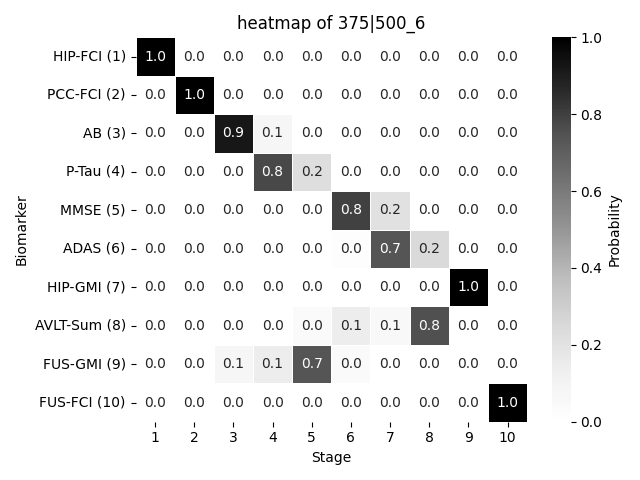 heatmap of 375|500_6
HIP-FCI (1) 1.0 0.0 0.0 0.0 0.0 0.0 0.0 0.0 0.0 0.0
PCC-FCI (2) 0.0 1.0 0.0 0.0 0.0 0.0 0.0 0.0 0.0 0.0
AB (3) 0.0 0.0 0.9 0.1 0.0 0.0 0.0 0.0 0.0 0.0
P-Tau (4) 0.0 0.0 0.0 0.8 0.2 0.0 0.0 0.0 0.0 0.0
MMSE (5) 0.0 0.0 0.0 0.0 0.0 0.8 0.2 0.0 0.0 0.0
ADAS (6) 0.0 0.0 0.0 0.0 0.0 0.0 0.7 0.2 0.0 0.0
HIP-GMI (7) 0.0 0.0 0.0 0.0 0.0 0.0 0.0 0.0 1.0 0.0
AVLT-Sum (8) 0.0 0.0 0.0 0.0 0.0 0.1 0.1 0.8 0.0 0.0
FUS-GMI (9) 0.0 0.0 0.1 0.1 0.7 0.0 0.0 0.0 0.0 0.0
FUS-FCI (10) 0.0 0.0 0.0 0.0 0.0 0.0 0.0 0.0 0.0 1.0
1 2 3 4 5 6 7 8 9 10
Stage
Biomarker
1.0
0.8
0.6
0.4
0.2
0.0
Probability